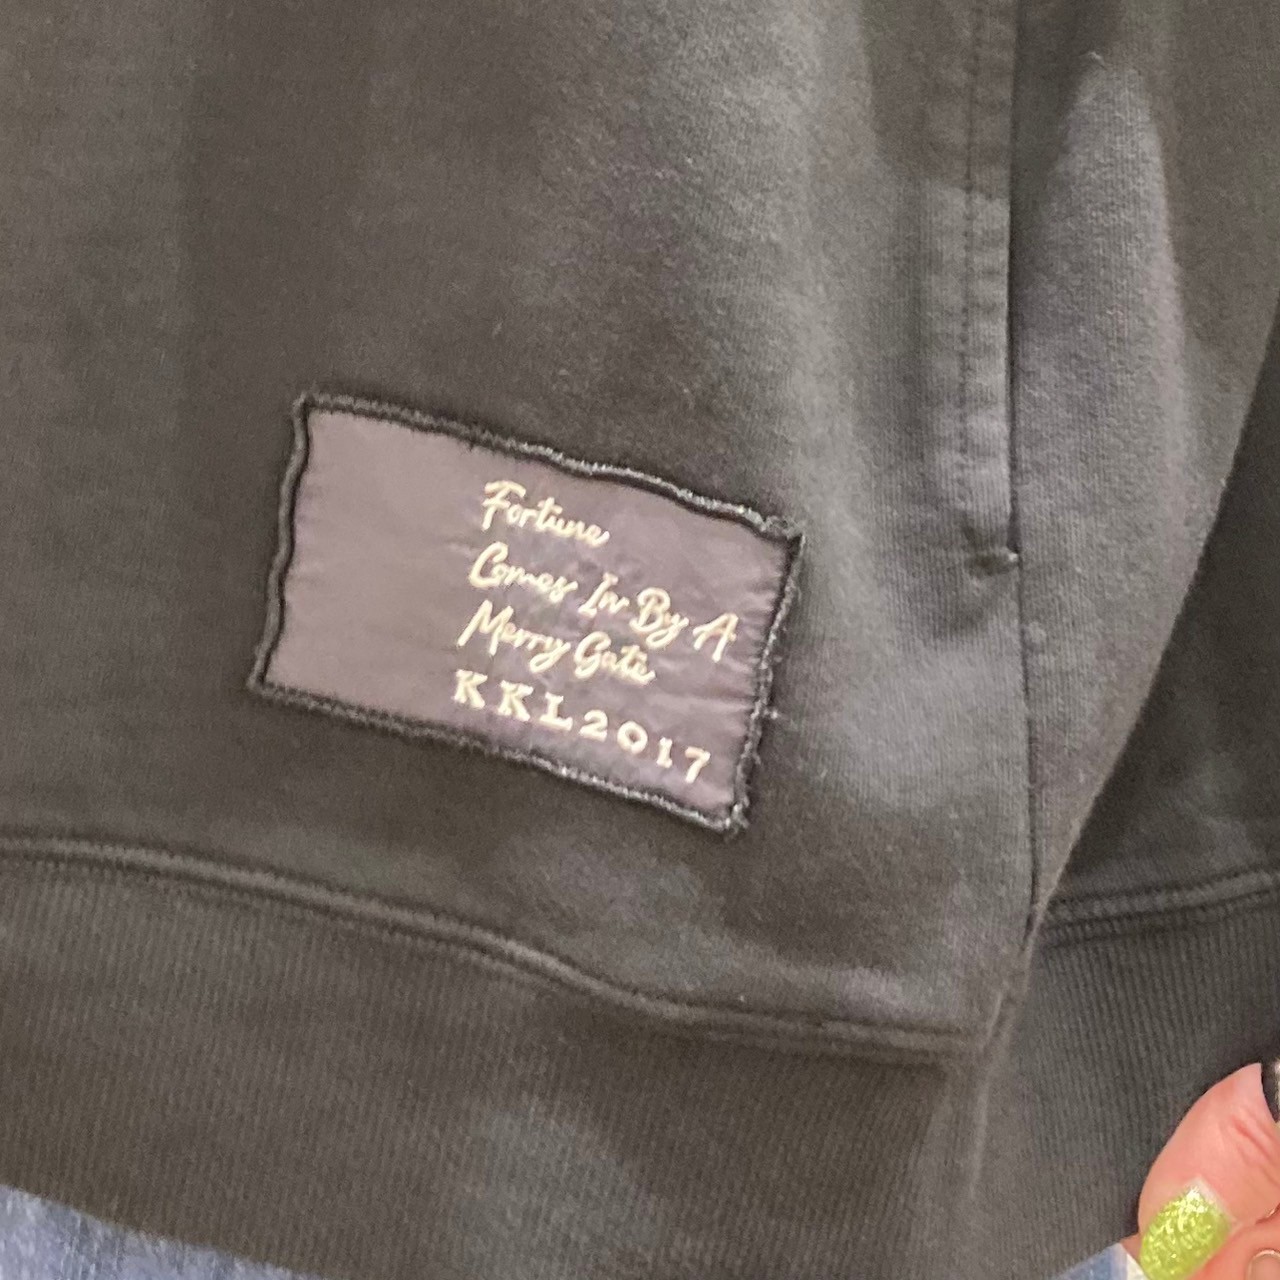 Fortune
Comes In By A
Merry Gate
KKL2017